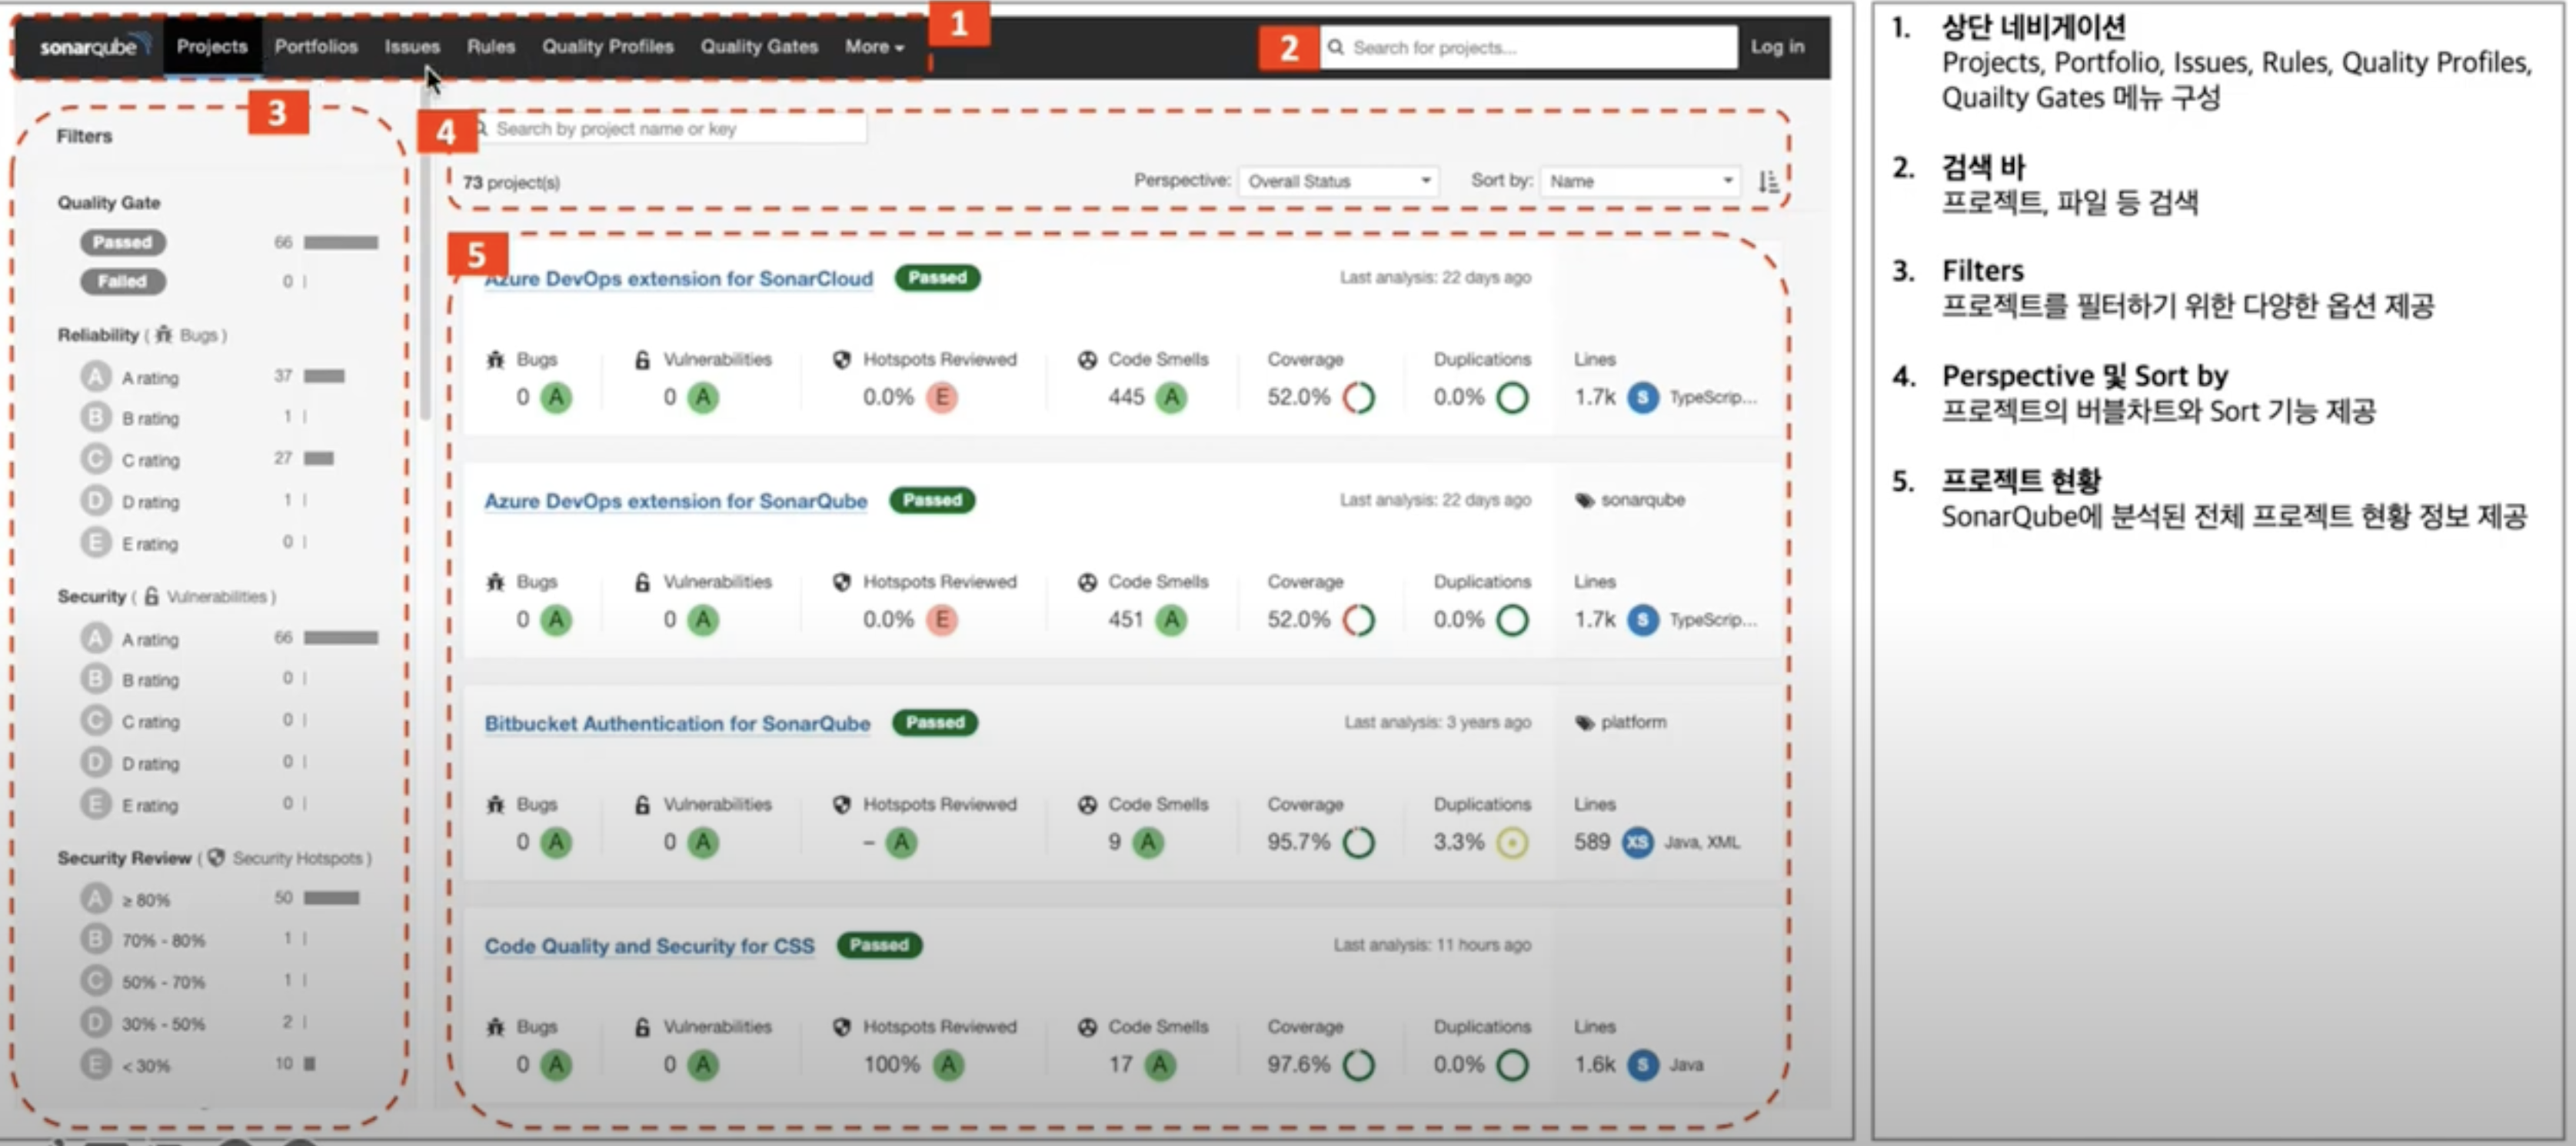 sonarqube Projects Portfolios Issues Rules Quality Profiles Quality Gates More 1 2 Search for projects... Log in
3
Filters
Quality Gate
Passed 66
Failed 0
Reliability ( Bugs )
A A rating 37
B B rating 1
C C rating 27
D D rating 1
E E rating 0
Security ( Vulnerabilities )
A A rating 66
B B rating 0
C C rating 0
D D rating 0
E E rating 0
Security Review ( Security Hotspots )
A ≥ 80% 50
B 70% - 80% 1
C 50% - 70% 1
D 30% - 50% 2
E < 30% 10
4 Search by project name or key
73 project(s) Perspective: Overall Status Sort by: Name
5
Azure DevOps extension for SonarCloud Passed Last analysis: 22 days ago
Bugs Vulnerabilities Hotspots Reviewed Code Smells Coverage Duplications Lines
0 A 0 A 0.0% E 445 A 52.0% 0.0% 1.7k S TypeScrip...
Azure DevOps extension for SonarQube Passed Last analysis: 22 days ago sonarqube
Bugs Vulnerabilities Hotspots Reviewed Code Smells Coverage Duplications Lines
0 A 0 A 0.0% E 451 A 52.0% 0.0% 1.7k S TypeScrip...
Bitbucket Authentication for SonarQube Passed Last analysis: 3 years ago platform
Bugs Vulnerabilities Hotspots Reviewed Code Smells Coverage Duplications Lines
0 A 0 A – A 9 A 95.7% 3.3% 589 XS Java, XML
Code Quality and Security for CSS Passed Last analysis: 11 hours ago
Bugs Vulnerabilities Hotspots Reviewed Code Smells Coverage Duplications Lines
0 A 0 A 100% A 17 A 97.6% 0.0% 1.6k S Java
1. 상단 네비게이션
Projects, Portfolio, Issues, Rules, Quality Profiles,
Quailty Gates 메뉴 구성
2. 검색 바
프로젝트, 파일 등 검색
3. Filters
프로젝트를 필터하기 위한 다양한 옵션 제공
4. Perspective 및 Sort by
프로젝트의 버블차트와 Sort 기능 제공
5. 프로젝트 현황
SonarQube에 분석된 전체 프로젝트 현황 정보 제공